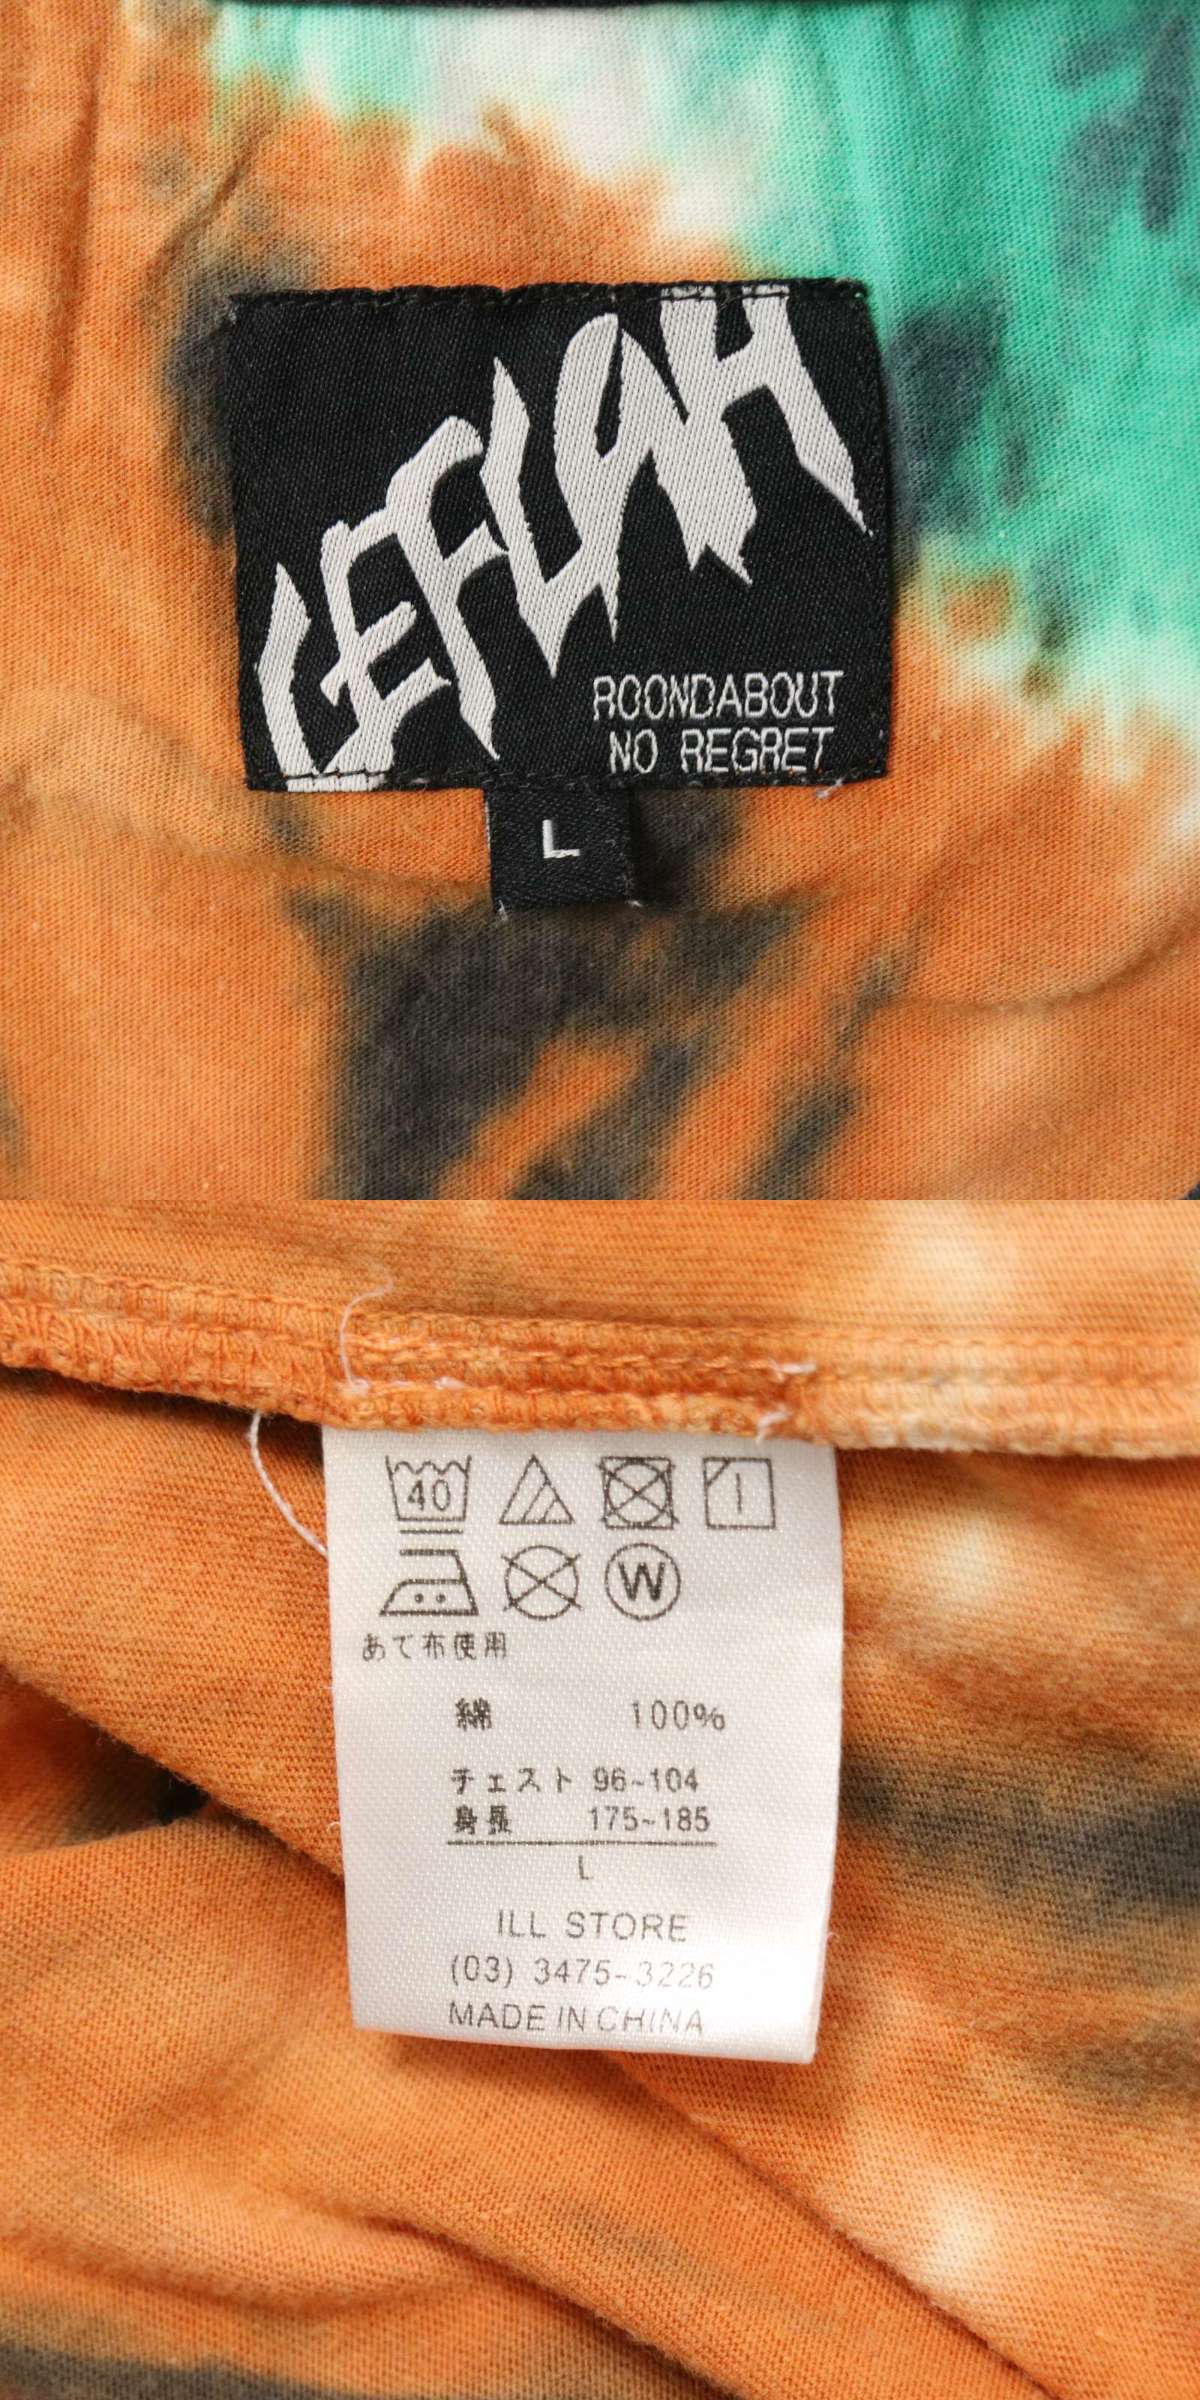 LEFLAH
ROONDABOUT
NO REGRET
L
40
W
あて布使用
綿 100%
チェスト 96~104
身長 175~185
L
ILL STORE
(03) 3475-3226
MADE IN CHINA